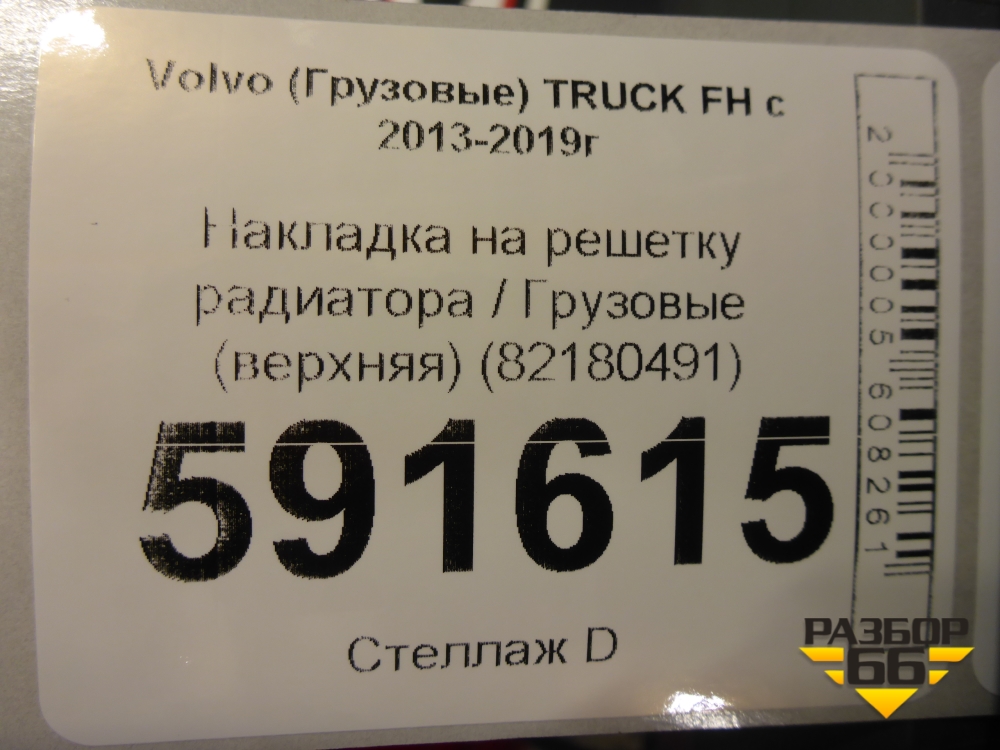 Volvo (Грузовые) TRUCK FH с
2013-2019г
Накладка на решетку
радиатора / Грузовые
(верхняя) (82180491)
591615
Стеллаж D
2000005608261
РАЗБОР
66